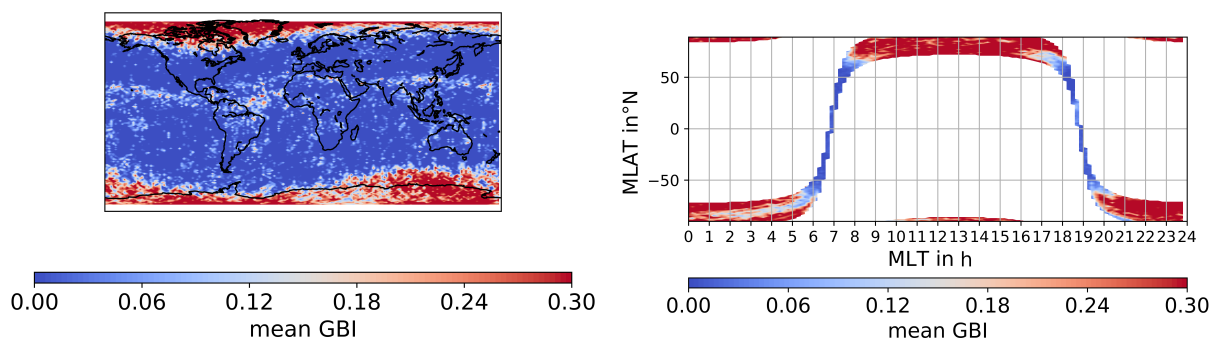 0.00 0.06 0.12 0.18 0.24 0.30
mean GBI
MLAT in°N
50
0
−50
0 1 2 3 4 5 6 7 8 9 10 11 12 13 14 15 16 17 18 19 20 21 22 23 24
MLT in h
0.00 0.06 0.12 0.18 0.24 0.30
mean GBI